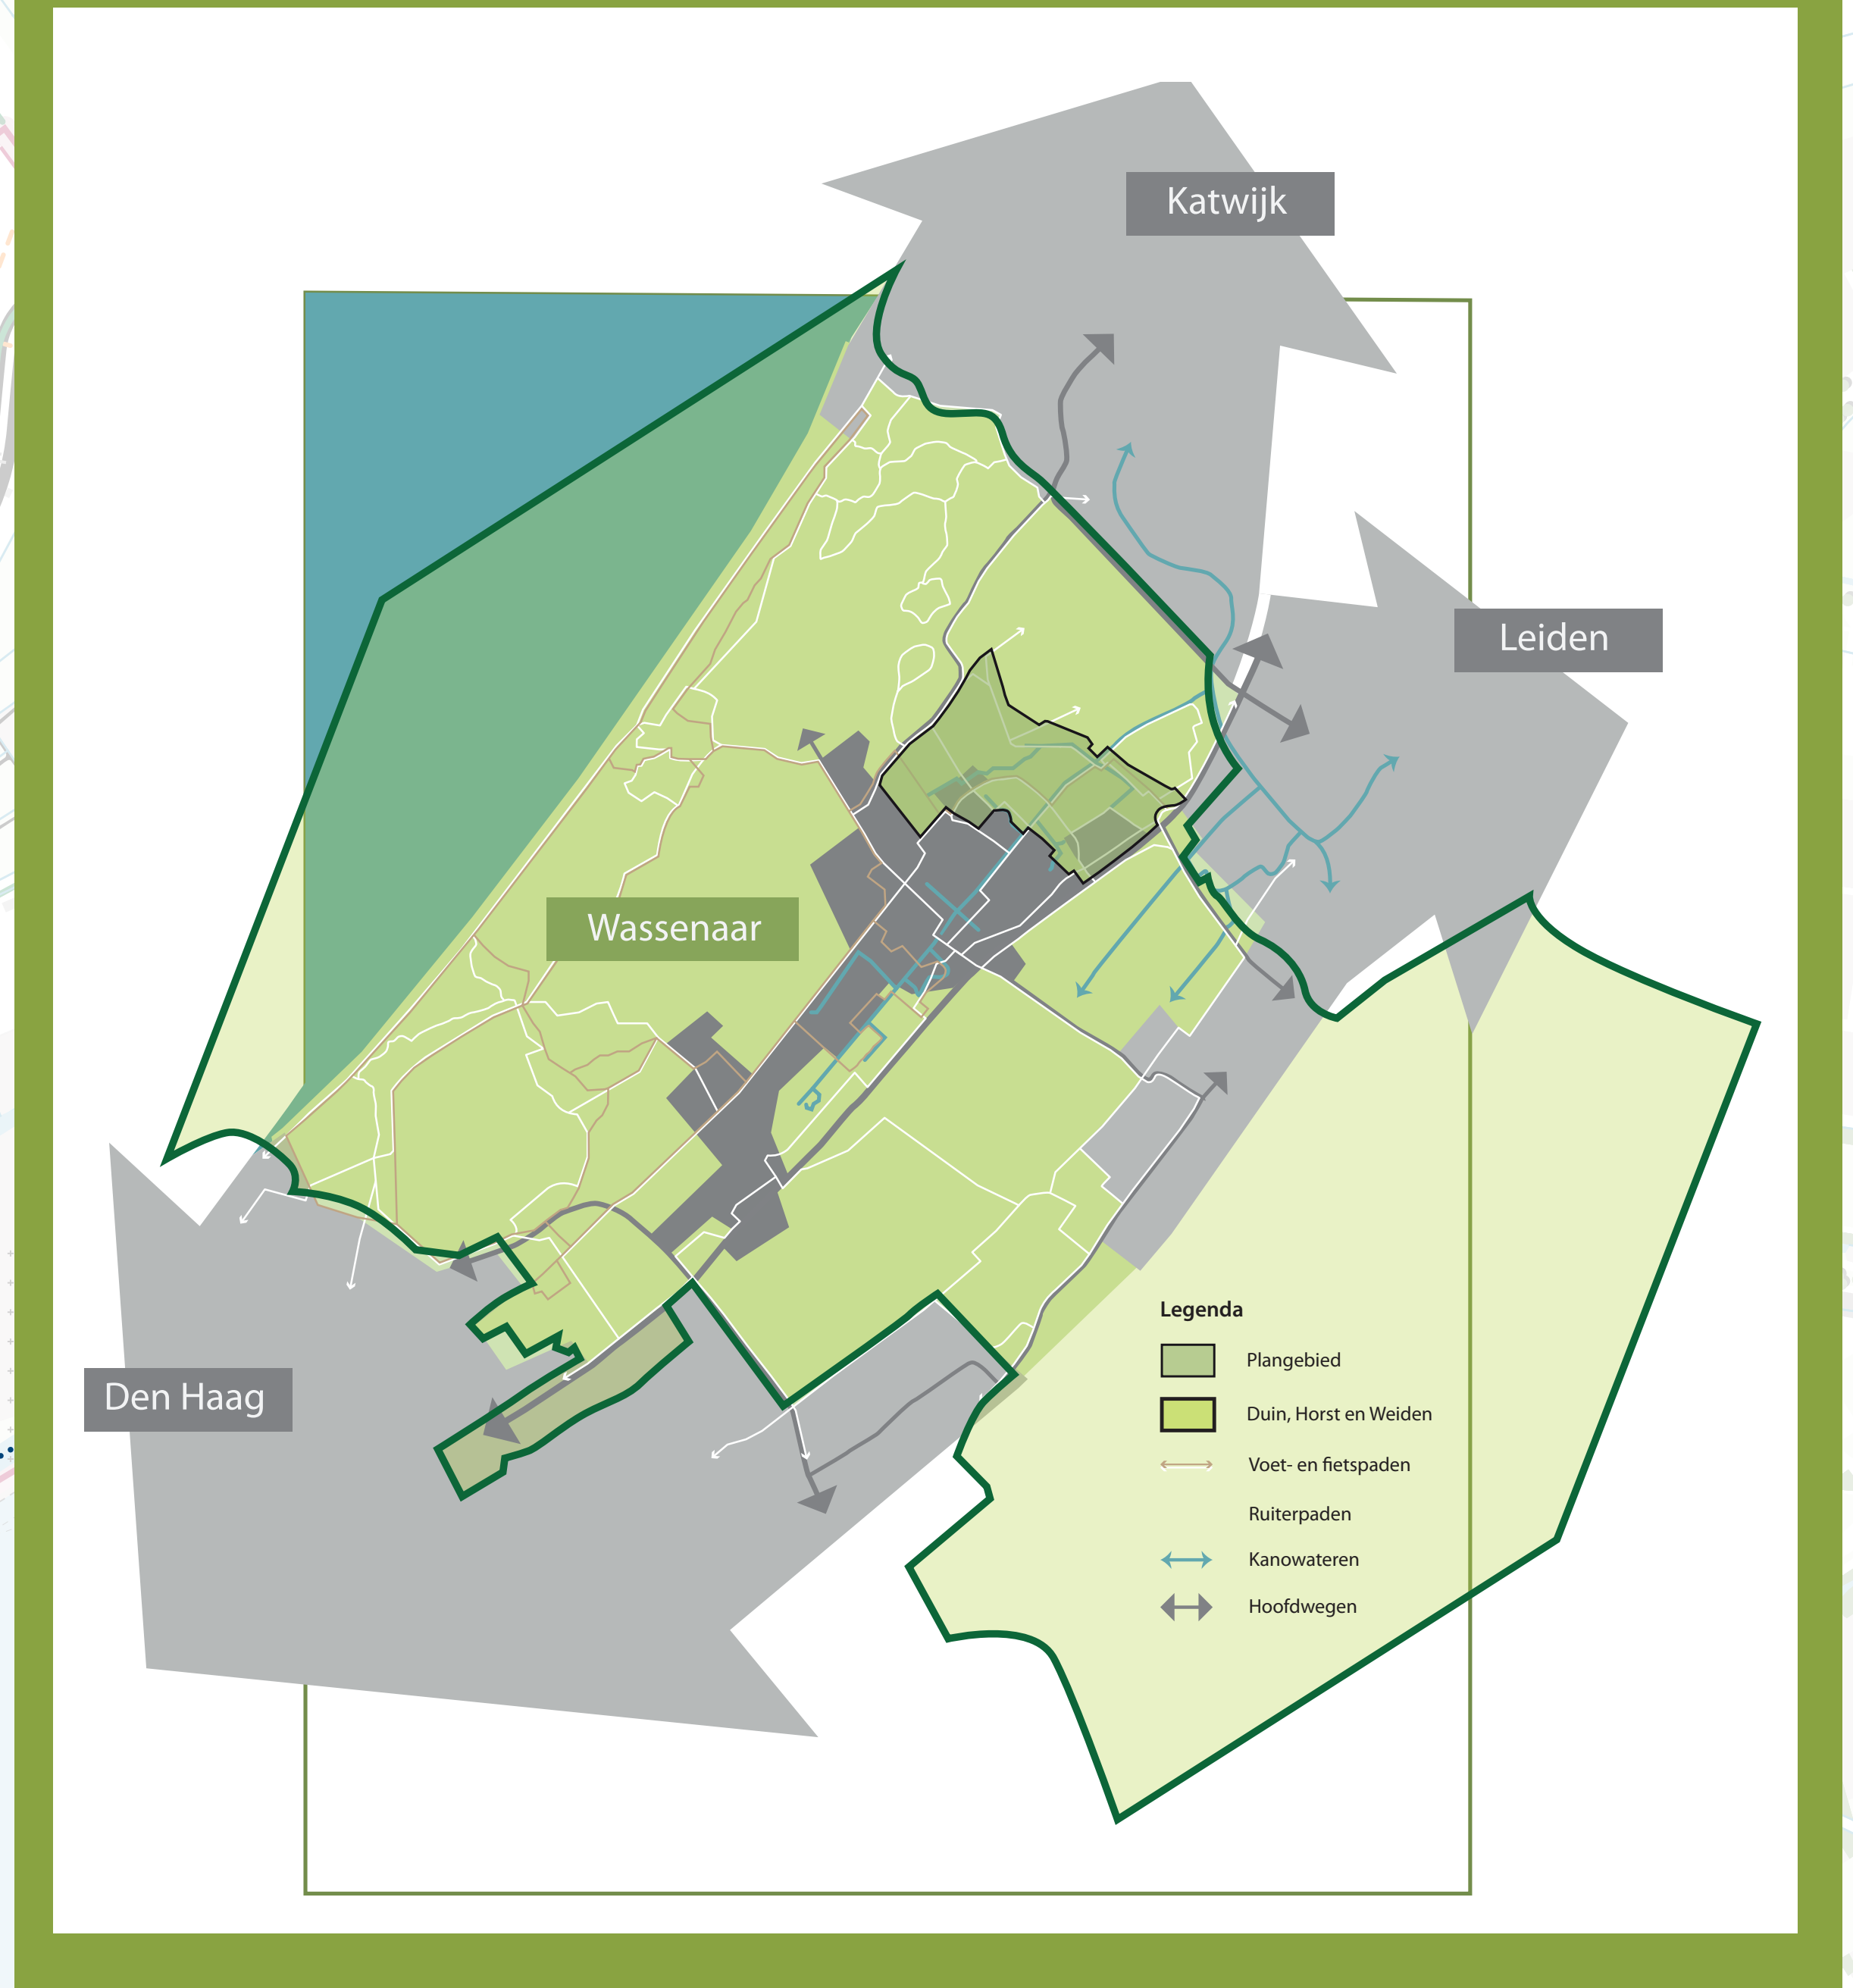 Katwijk
Leiden
Wassenaar
Den Haag
Legenda
Plangebied
Duin, Horst en Weiden
Voet- en fietspaden
Ruiterpaden
Kanowateren
Hoofdwegen